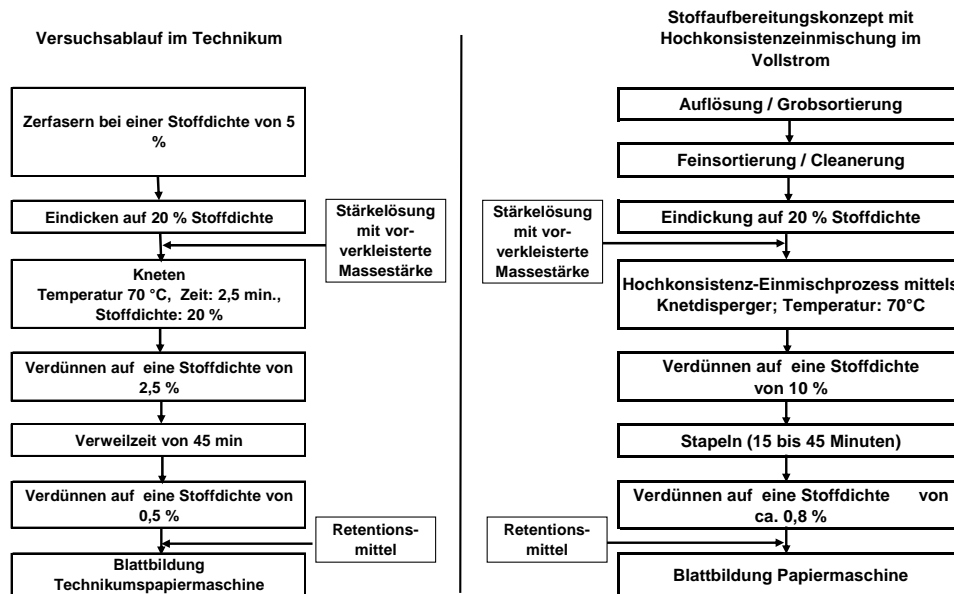 Versuchsablauf im Technikum
Zerfasern bei einer Stoffdichte von 5
%
Eindicken auf 20 % Stoffdichte
Stärkelösung
mit vor-
verkleisterte
Massestärke
Kneten
Temperatur 70 °C, Zeit: 2,5 min.,
Stoffdichte: 20 %
Verdünnen auf eine Stoffdichte von
2,5 %
Verweilzeit von 45 min
Verdünnen auf eine Stoffdichte von
0,5 %
Retentions-
mittel
Blattbildung
Technikumspapiermaschine
Stoffaufbereitungskonzept mit
Hochkonsistenzeinmischung im
Vollstrom
Auflösung / Grobsortierung
Feinsortierung / Cleanerung
Eindickung auf 20 % Stoffdichte
Stärkelösung
mit vor-
verkleisterte
Massestärke
Hochkonsistenz-Einmischprozess mittels
Knetdisperger; Temperatur: 70°C
Verdünnen auf eine Stoffdichte
von 10 %
Stapeln (15 bis 45 Minuten)
Verdünnen auf eine Stoffdichte von
ca. 0,8 %
Retentions-
mittel
Blattbildung Papiermaschine